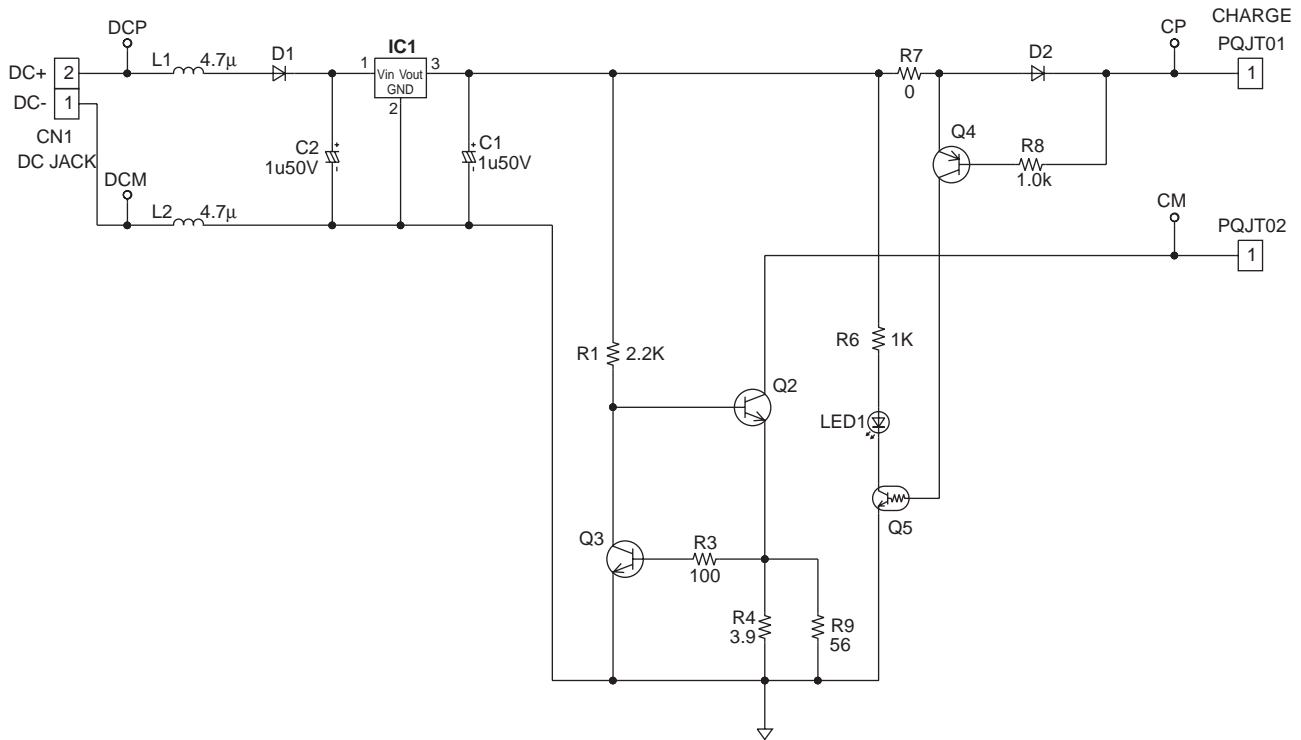 DCP
CP
CHARGE
PQJT01
L1 4.7μ
D1
IC1
R7
D2
DC+ 2
1
Vin Vout
GND
3
0
1
DC- 1
2
CN1
DC JACK
C2
1u50V
+
-
C1
1u50V
+
-
Q4
R8
1.0k
DCM
L2 4.7μ
CM
PQJT02
1
R1 2.2K
R6 1K
Q2
LED1
Q5
Q3
R3
100
R4
3.9
R9
56